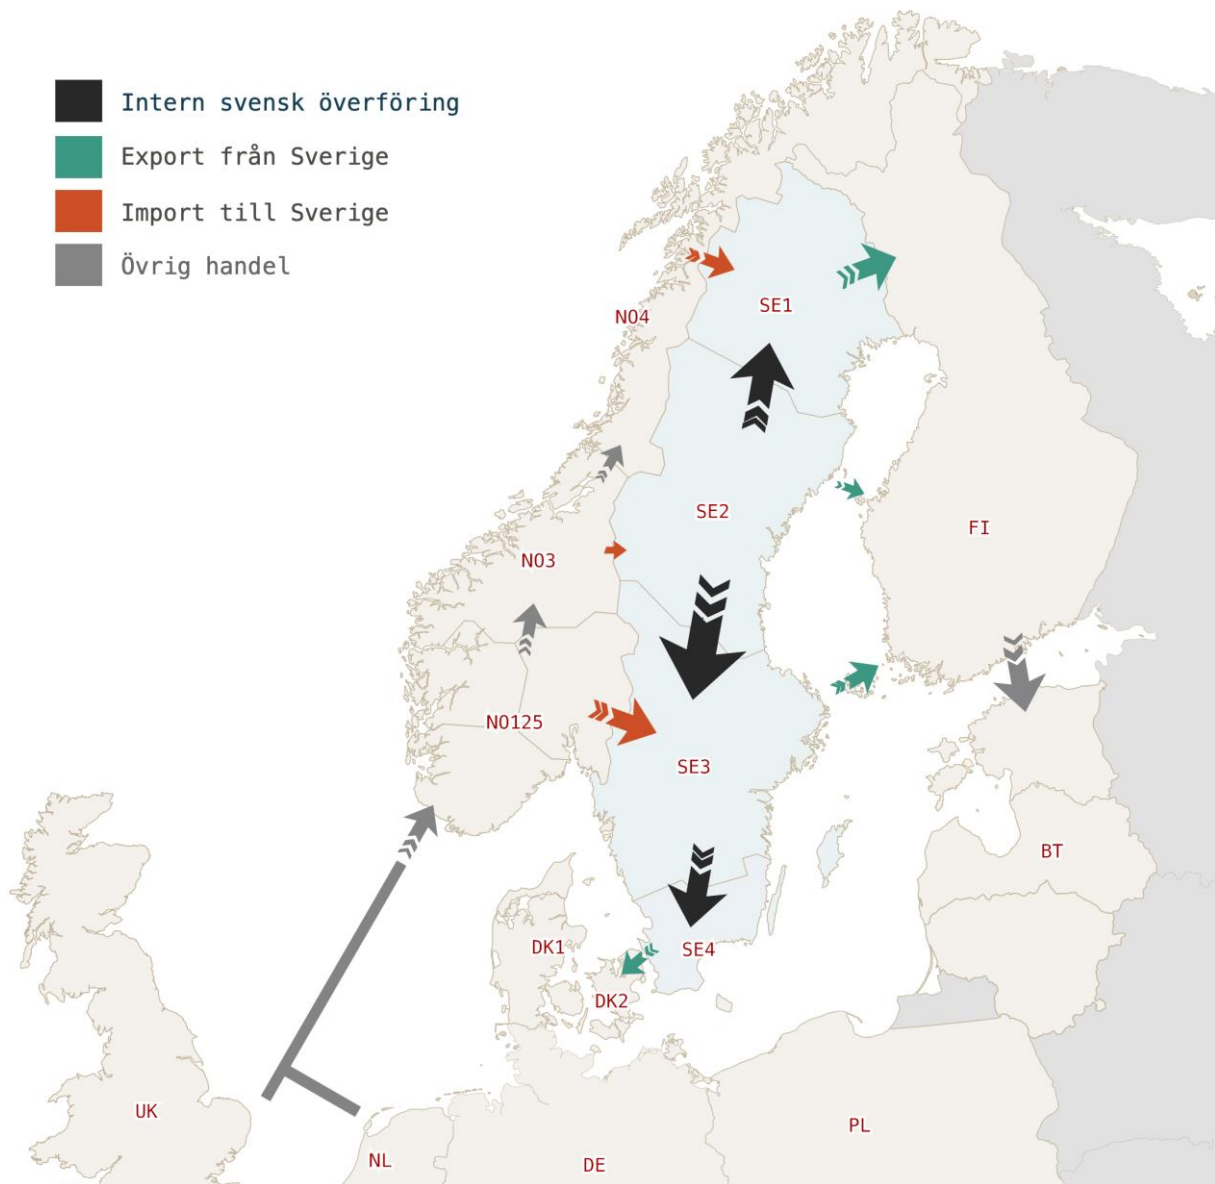 Intern svensk överföring
Export från Sverige
Import till Sverige
Övrig handel
SE1
NO4
SE2
FI
NO3
NO125
SE3
BT
DK1
SE4
DK2
UK
PL
NL
DE